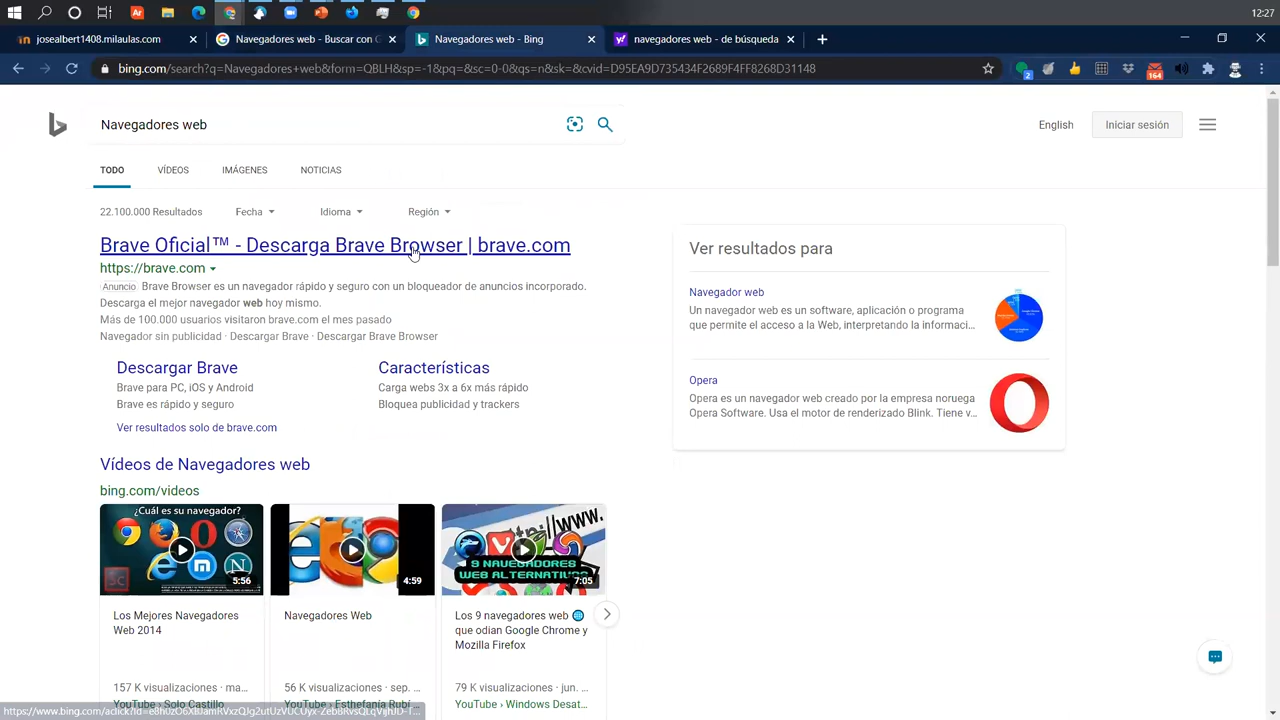 12:27
josealbert1408.milaulas.com
Navegadores web - Buscar con G
Navegadores web - Bing
navegadores web - de búsqueda
bing.com/search?q=Navegadores+web&form=QBLH&sp=-1&pq=&sc=0-0&qs=n&sk=&cvid=D95EA9D735434F2689F4FF8268D31148
2
164
Navegadores web
English
Iniciar sesión
TODO
VÍDEOS
IMÁGENES
NOTICIAS
22.100.000 Resultados
Fecha
Idioma
Región
Brave Oficial™ - Descarga Brave Browser | brave.com
https://brave.com
Anuncio Brave Browser es un navegador rápido y seguro con un bloqueador de anuncios incorporado.
Descarga el mejor navegador web hoy mismo.
Más de 100.000 usuarios visitaron brave.com el mes pasado
Navegador sin publicidad · Descargar Brave · Descargar Brave Browser
Descargar Brave
Brave para PC, iOS y Android
Brave es rápido y seguro
Ver resultados solo de brave.com
Características
Carga webs 3x a 6x más rápido
Bloquea publicidad y trackers
Ver resultados para
Navegador web
Un navegador web es un software, aplicación o programa
que permite el acceso a la Web, interpretando la informaci...
Opera
Opera es un navegador web creado por la empresa noruega
Opera Software. Usa el motor de renderizado Blink. Tiene v...
Vídeos de Navegadores web
bing.com/videos
¿Cuál es su navegador?
5:56
Los Mejores Navegadores
Web 2014
157 K visualizaciones · ma...
YouTube › Solo Castillo
4:59
Navegadores Web
56 K visualizaciones · sep. ...
YouTube › Esthefanía Rubí ...
www.
9 NAVEGADORES
WEB ALTERNATIVOS
7:05
Los 9 navegadores web
que odian Google Chrome y
Mozilla Firefox
79 K visualizaciones · jun. ...
YouTube › Windows Desat...